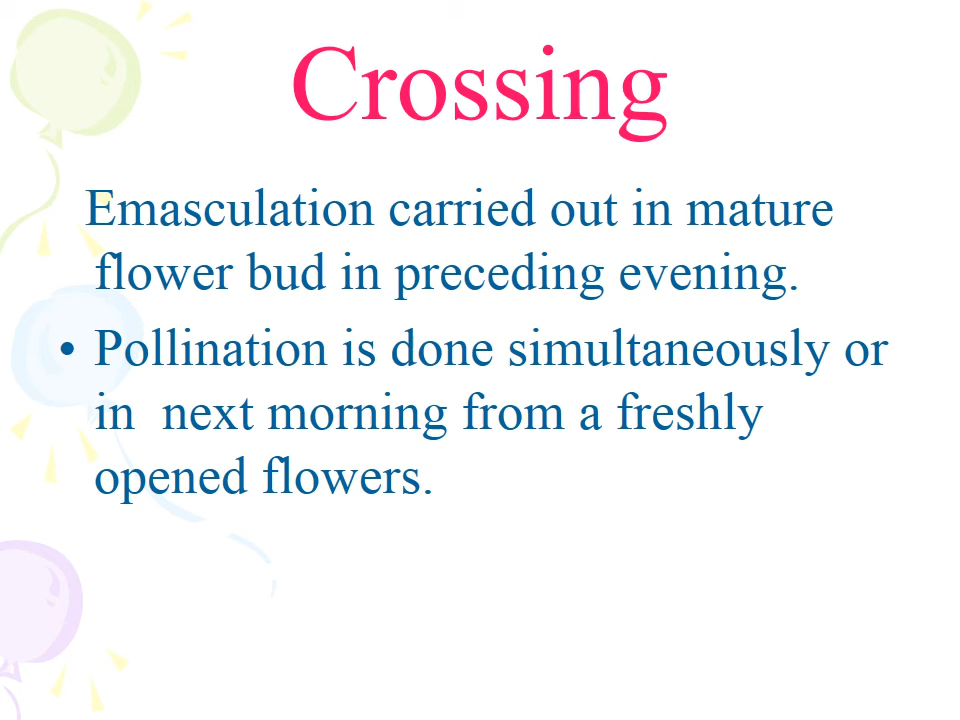 Crossing
Emasculation carried out in mature
flower bud in preceding evening.
• Pollination is done simultaneously or
in  next morning from a freshly
opened flowers.